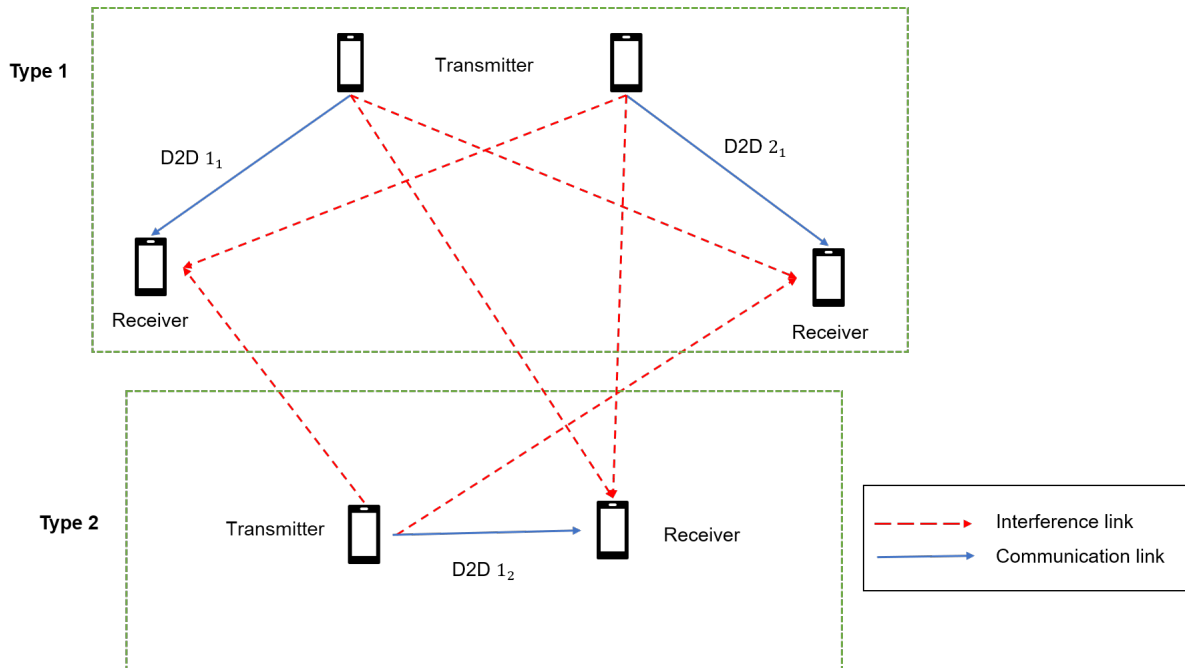 Type 1
Transmitter
D2D 1₁
D2D 2₁
Receiver
Receiver
Type 2
Transmitter
Receiver
D2D 1₂
Interference link
Communication link